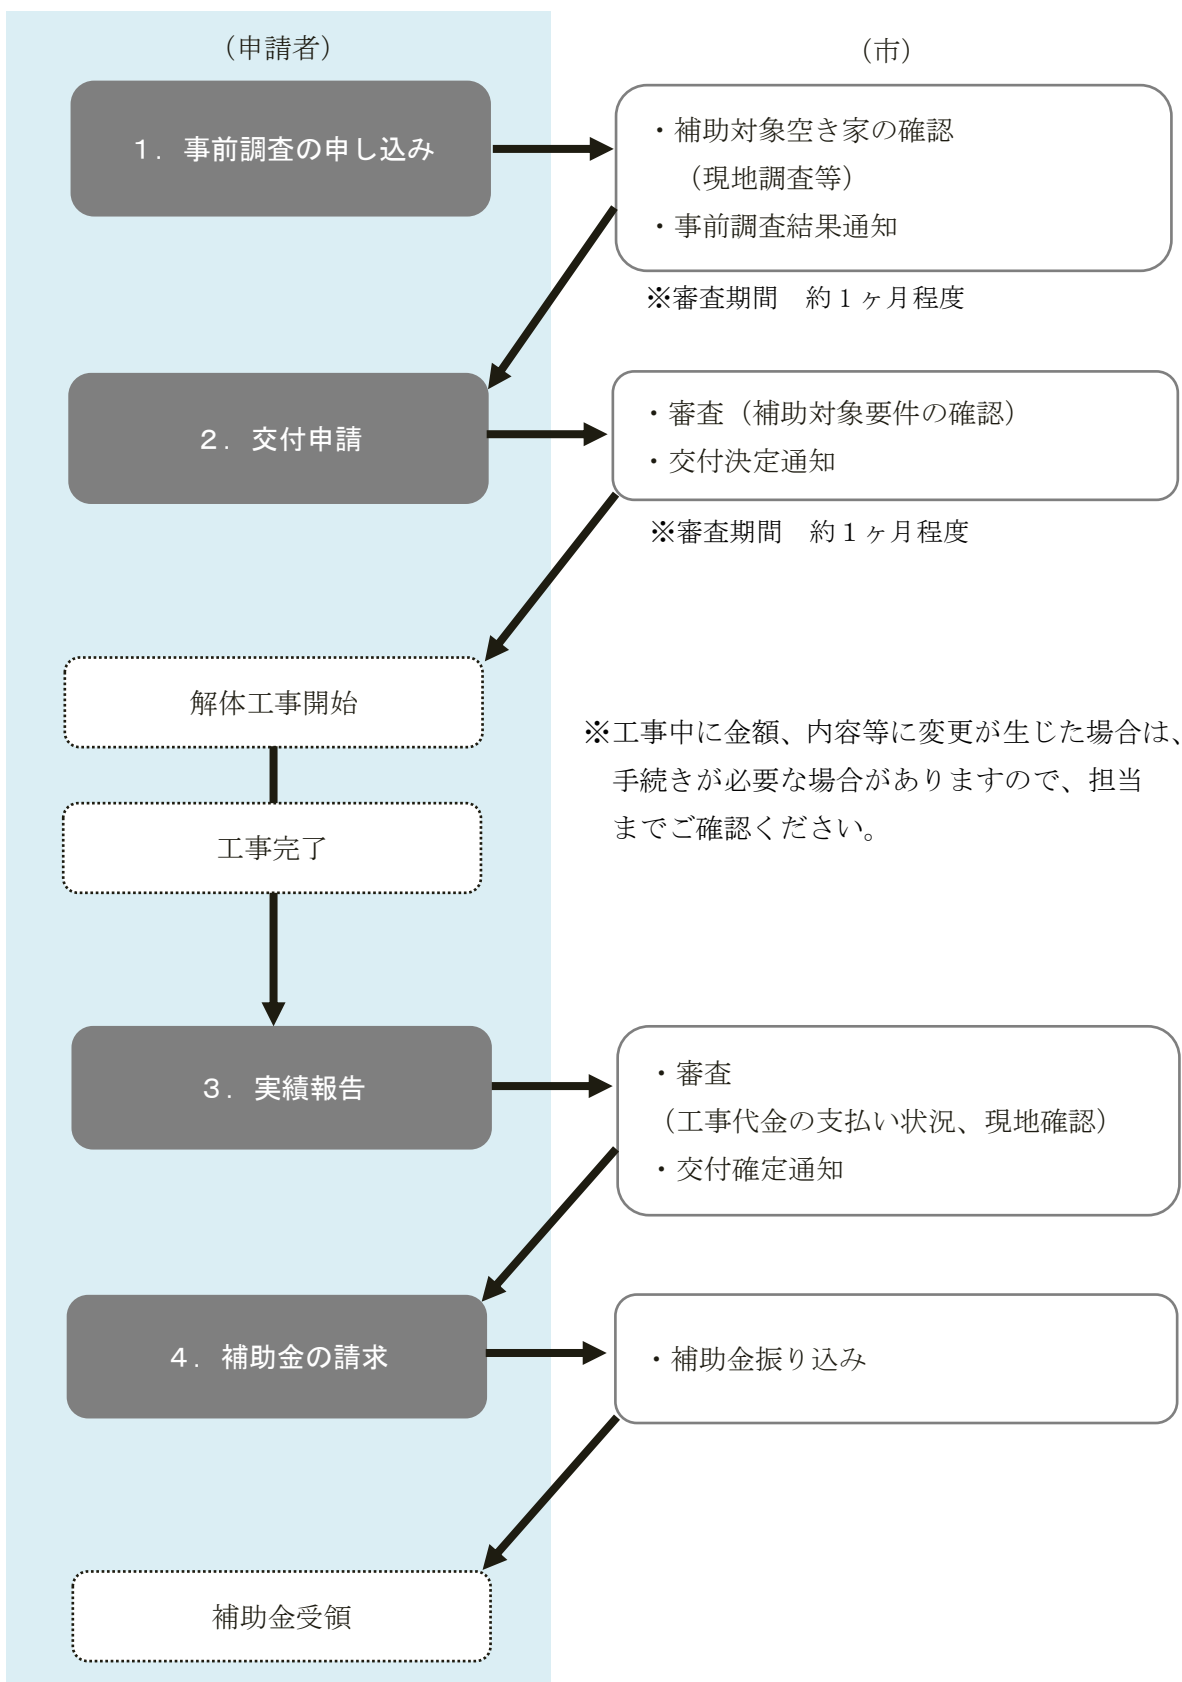 （申請者）
（市）
１．事前調査の申し込み
・補助対象空き家の確認
（現地調査等）
・事前調査結果通知
※審査期間　約１ヶ月程度
２．交付申請
・審査（補助対象要件の確認）
・交付決定通知
※審査期間　約１ヶ月程度
解体工事開始
※工事中に金額、内容等に変更が生じた場合は、
手続きが必要な場合がありますので、担当
までご確認ください。
工事完了
３．実績報告
・審査
（工事代金の支払い状況、現地確認）
・交付確定通知
４．補助金の請求
・補助金振り込み
補助金受領